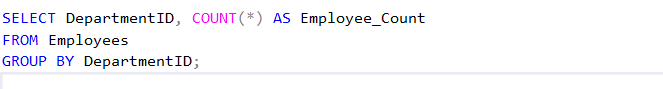 SELECT DepartmentID, COUNT(*) AS Employee_Count
FROM Employees
GROUP BY DepartmentID;